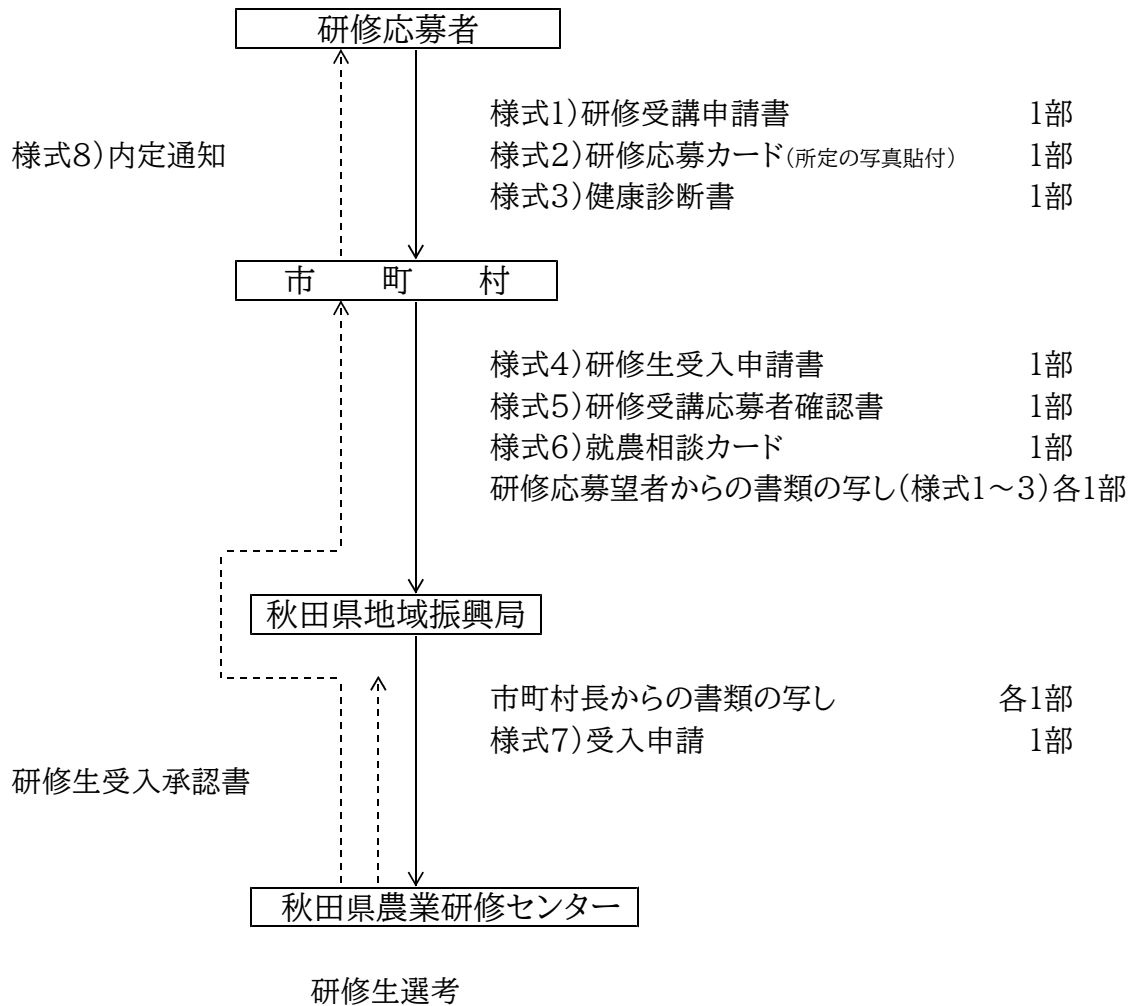 研修応募者
様式1)研修受講申請書 1部
様式8)内定通知
様式2)研修応募カード(所定の写真貼付) 1部
様式3)健康診断書 1部
市 町 村
様式4)研修生受入申請書 1部
様式5)研修受講応募者確認書 1部
様式6)就農相談カード 1部
研修応募望者からの書類の写し(様式1~3)各1部
秋田県地域振興局
市町村長からの書類の写し 各1部
様式7)受入申請 1部
研修生受入承認書
秋田県農業研修センター
研修生選考